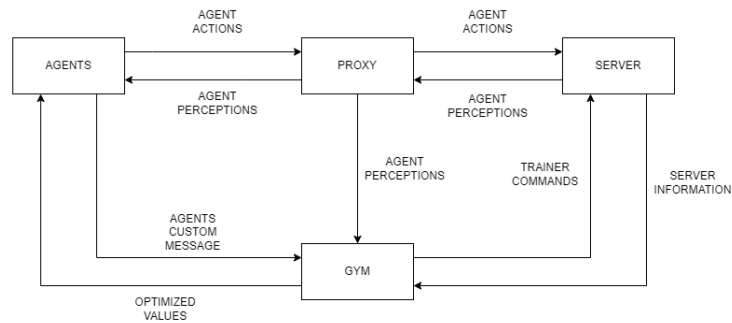 AGENT
ACTIONS
AGENT
ACTIONS
AGENTS
PROXY
SERVER
AGENT
PERCEPTIONS
AGENT
PERCEPTIONS
AGENT
PERCEPTIONS
TRAINER
COMMANDS
SERVER
INFORMATION
AGENTS
CUSTOM
MESSAGE
GYM
OPTIMIZED
VALUES